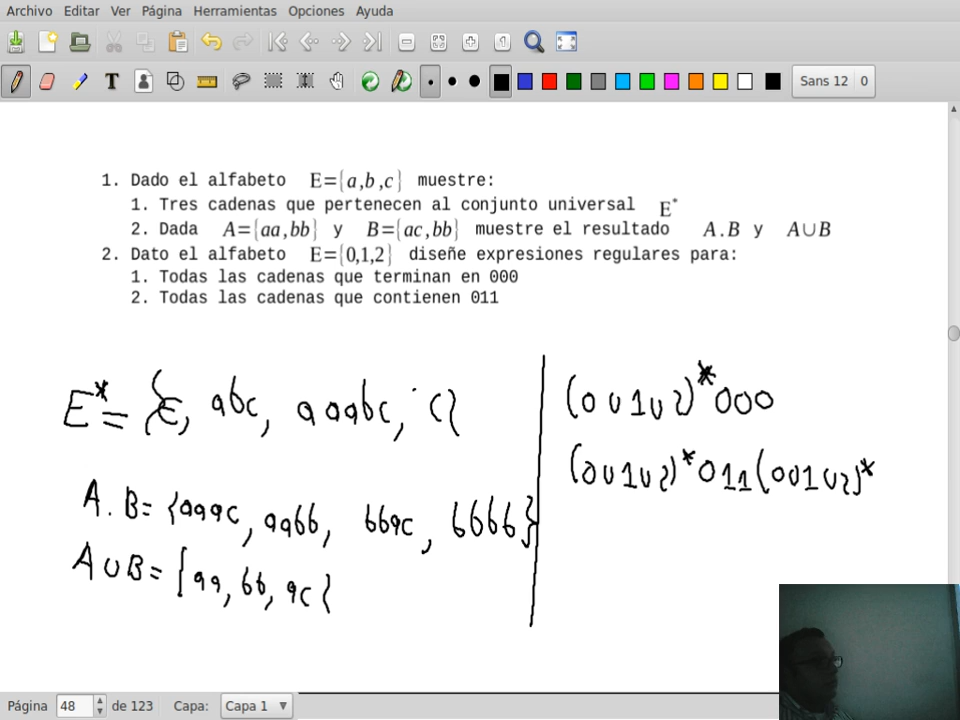 Archivo Editar Ver Página Herramientas Opciones Ayuda
T Sans 12 0
1. Dado el alfabeto E={a,b,c} muestre:
1. Tres cadenas que pertenecen al conjunto universal E*
2. Dada A={aa,bb} y B={ac,bb} muestre el resultado A.B y A∪B
2. Dato el alfabeto E={0,1,2} diseñe expresiones regulares para:
1. Todas las cadenas que terminan en 000
2. Todas las cadenas que contienen 011
E* = {ε, abc, aaabc, c}
A.B = {aaac, aabb, bbac, bbbb}
A∪B = {aa, bb, ac}
(0∪1∪2)*000
(0∪1∪2)*011(0∪1∪2)*
Página 48 de 123 Capa: Capa 1